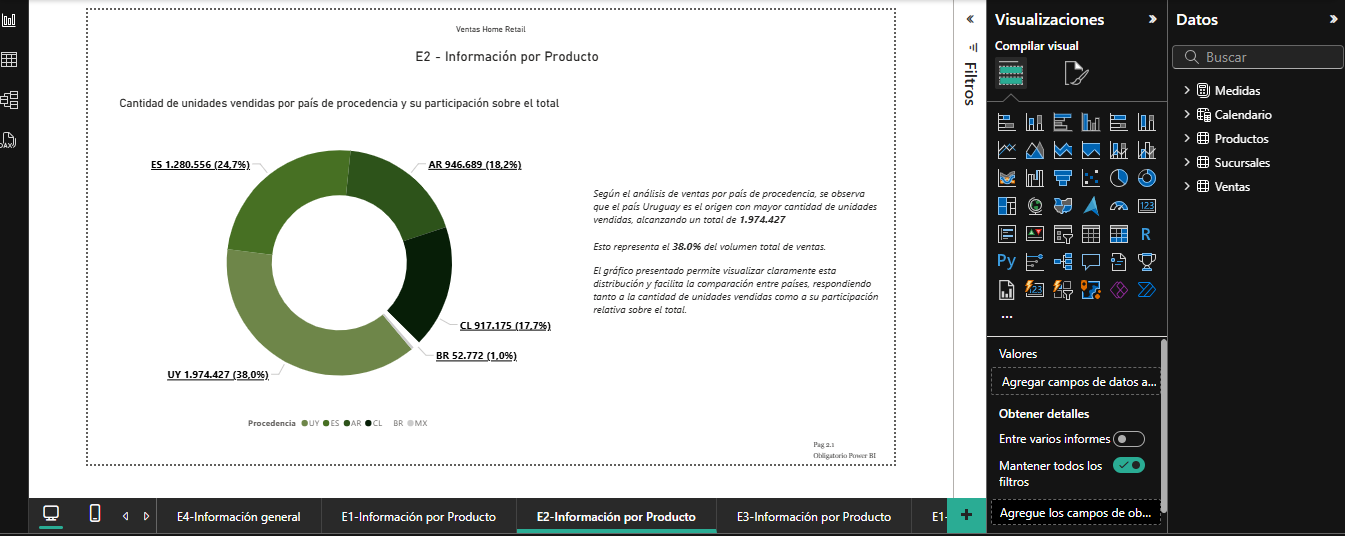 Ventas Home Retail
E2 - Información por Producto
Cantidad de unidades vendidas por país de procedencia y su participación sobre el total
ES 1.280.556 (24,7%)
AR 946.689 (18,2%)
CL 917.175 (17,7%)
BR 52.772 (1,0%)
UY 1.974.427 (38,0%)
Procedencia UY ES AR CL BR MX
Según el análisis de ventas por país de procedencia, se observa
que el país Uruguay es el origen con mayor cantidad de unidades
vendidas, alcanzando un total de 1.974.427
Esto representa el 38.0% del volumen total de ventas.
El gráfico presentado permite visualizar claramente esta
distribución y facilita la comparación entre países, respondiendo
tanto a la cantidad de unidades vendidas como a su participación
relativa sobre el total.
Pag 2.1
Obligatorio Power BI
DAX
Filtros
Visualizaciones
Compilar visual
123
R
Py
123
...
Valores
Agregar campos de datos a...
Obtener detalles
Entre varios informes
Mantener todos los
filtros
Agregue los campos de ob...
Datos
Buscar
Medidas
Calendario
Productos
Sucursales
Ventas
E4-Información general
E1-Información por Producto
E2-Información por Producto
E3-Información por Producto
E1-
+